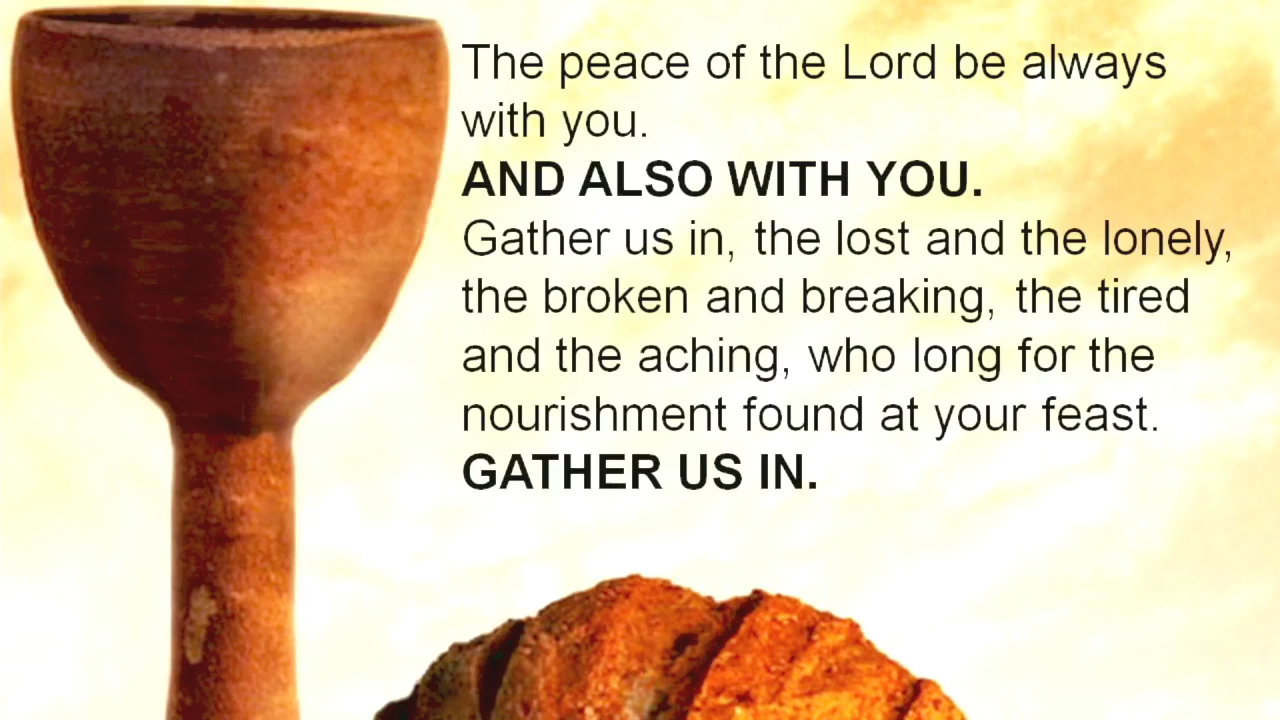 The peace of the Lord be always
with you.
AND ALSO WITH YOU.
Gather us in, the lost and the lonely,
the broken and breaking, the tired
and the aching, who long for the
nourishment found at your feast.
GATHER US IN.